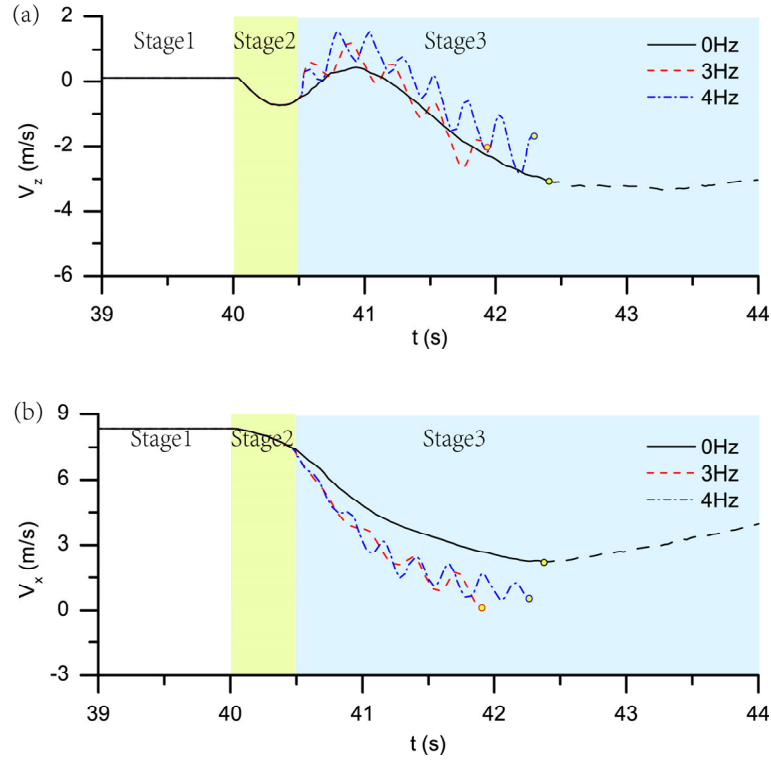 (a)
2
0
-2
-4
-6
V_z (m/s)
Stage1 Stage2 Stage3
0Hz
3Hz
4Hz
39 40 41 42 43 44
t (s)
(b)
9
6
3
0
-3
V_x (m/s)
Stage1 Stage2 Stage3
0Hz
3Hz
4Hz
39 40 41 42 43 44
t (s)